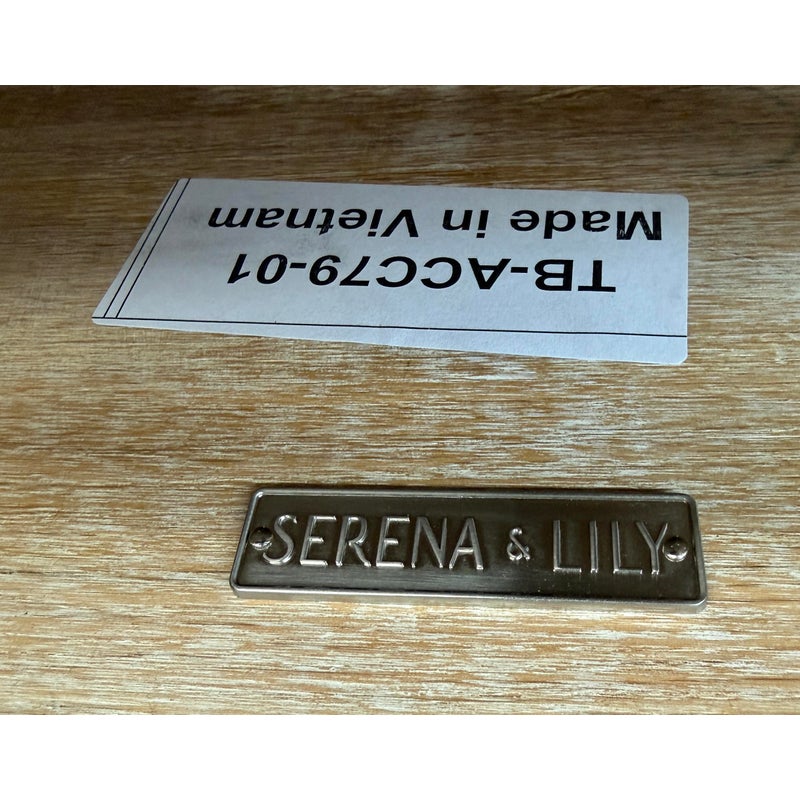 TB-ACC79-01
Made in Vietnam
SERENA & LILY